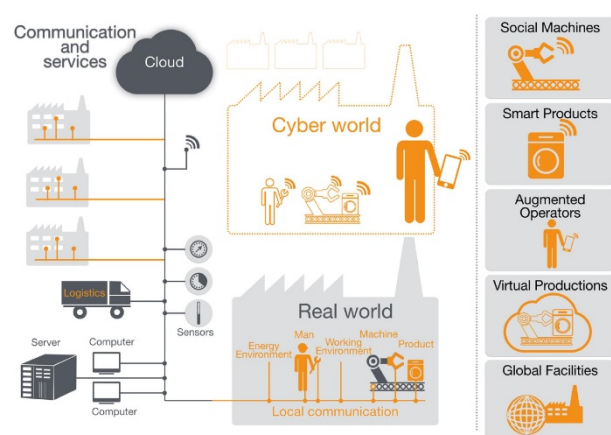 Communication
and
services
Cloud
Logistics
Sensors
Server
Computer
Computer
Cyber world
Real world
Energy
Environment
Man
Working
Environment
Machine
Product
Local communication
Social Machines
Smart Products
Augmented
Operators
Virtual Productions
Global Facilities